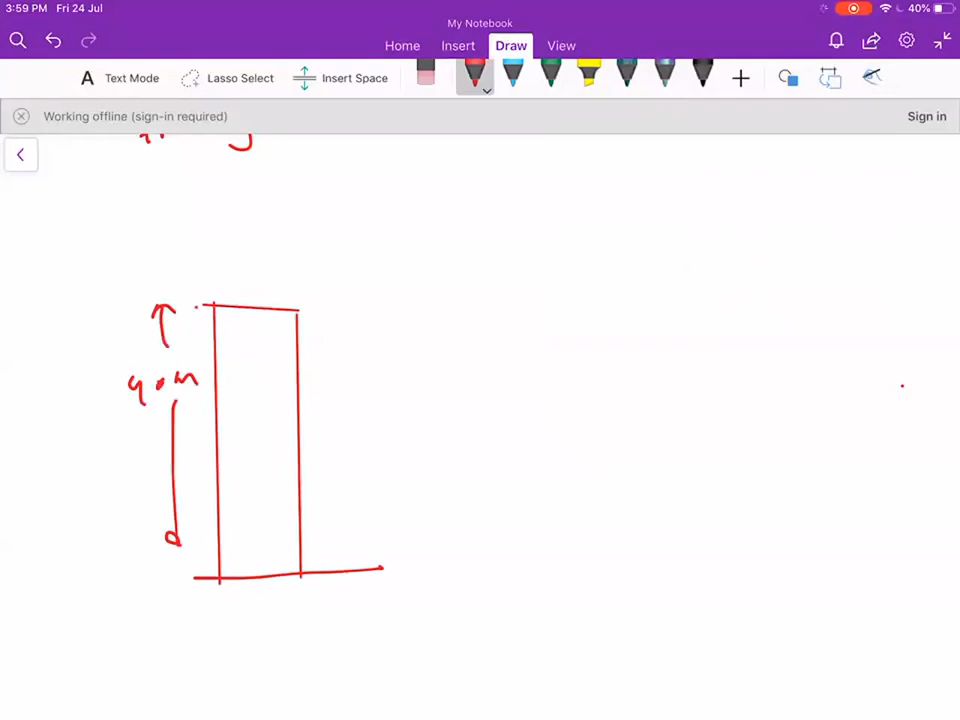 3:59 PM Fri 24 Jul
40%
My Notebook
Home Insert Draw View
A Text Mode Lasso Select Insert Space
Working offline (sign-in required) Sign in
40m